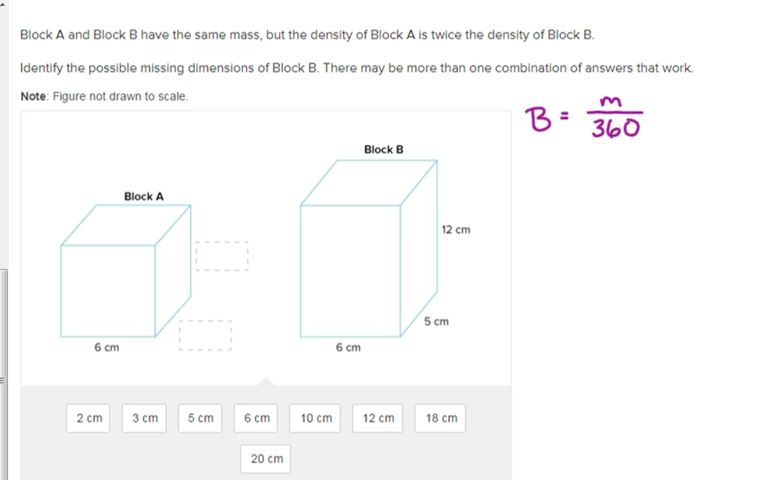 Block A and Block B have the same mass, but the density of Block A is twice the density of Block B.
Identify the possible missing dimensions of Block B. There may be more than one combination of answers that work.
Note: Figure not drawn to scale.
B = m/360
Block B
Block A
12 cm
5 cm
6 cm
6 cm
2 cm 3 cm 5 cm 6 cm 10 cm 12 cm 18 cm
20 cm